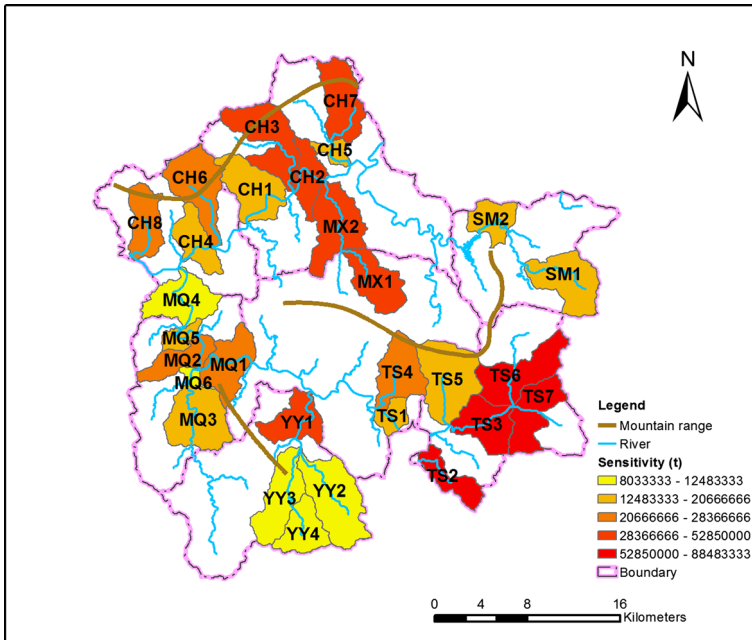 N
CH7
CH3
CH5
CH6
CH2
CH1
CH8
SM2
MX2
CH4
SM1
MX1
MQ4
MQ5
MQ2
MQ1
TS4
TS6
TS5
MQ6
TS7
TS1
MQ3
YY1
TS3
TS2
YY3
YY2
YY4
Legend
Mountain range
River
Sensitivity (t)
8033333 - 12483333
12483333 - 20666666
20666666 - 28366666
28366666 - 52850000
52850000 - 88483333
Boundary
0 4 8 16
Kilometers